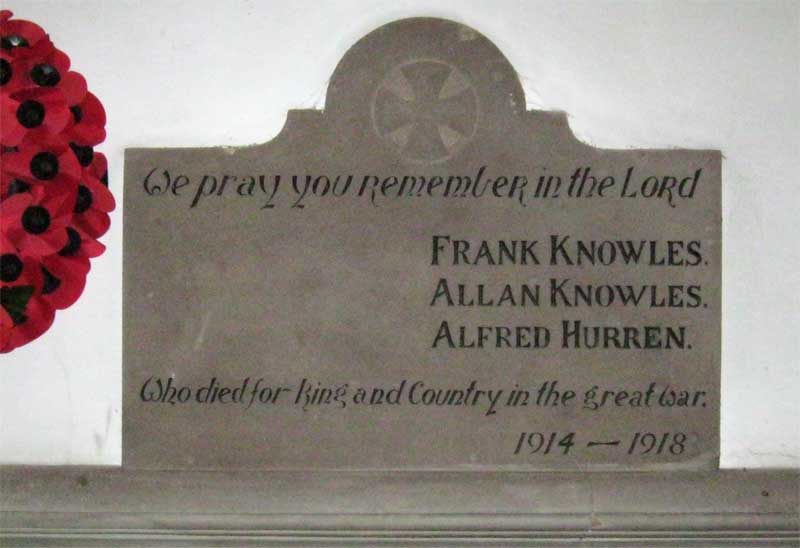 We pray you remember in the Lord
FRANK KNOWLES.
ALLAN KNOWLES.
ALFRED HURREN.
Who died for King and Country in the great war.
1914 — 1918